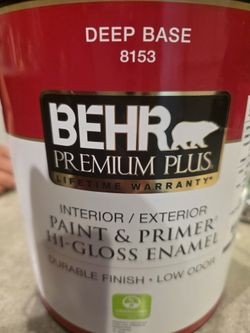 DEEP BASE
8153
BEHR
PREMIUM PLUS
LIFETIME WARRANTY
INTERIOR / EXTERIOR
PAINT & PRIMER
HI-GLOSS ENAMEL
DURABLE FINISH • LOW ODOR